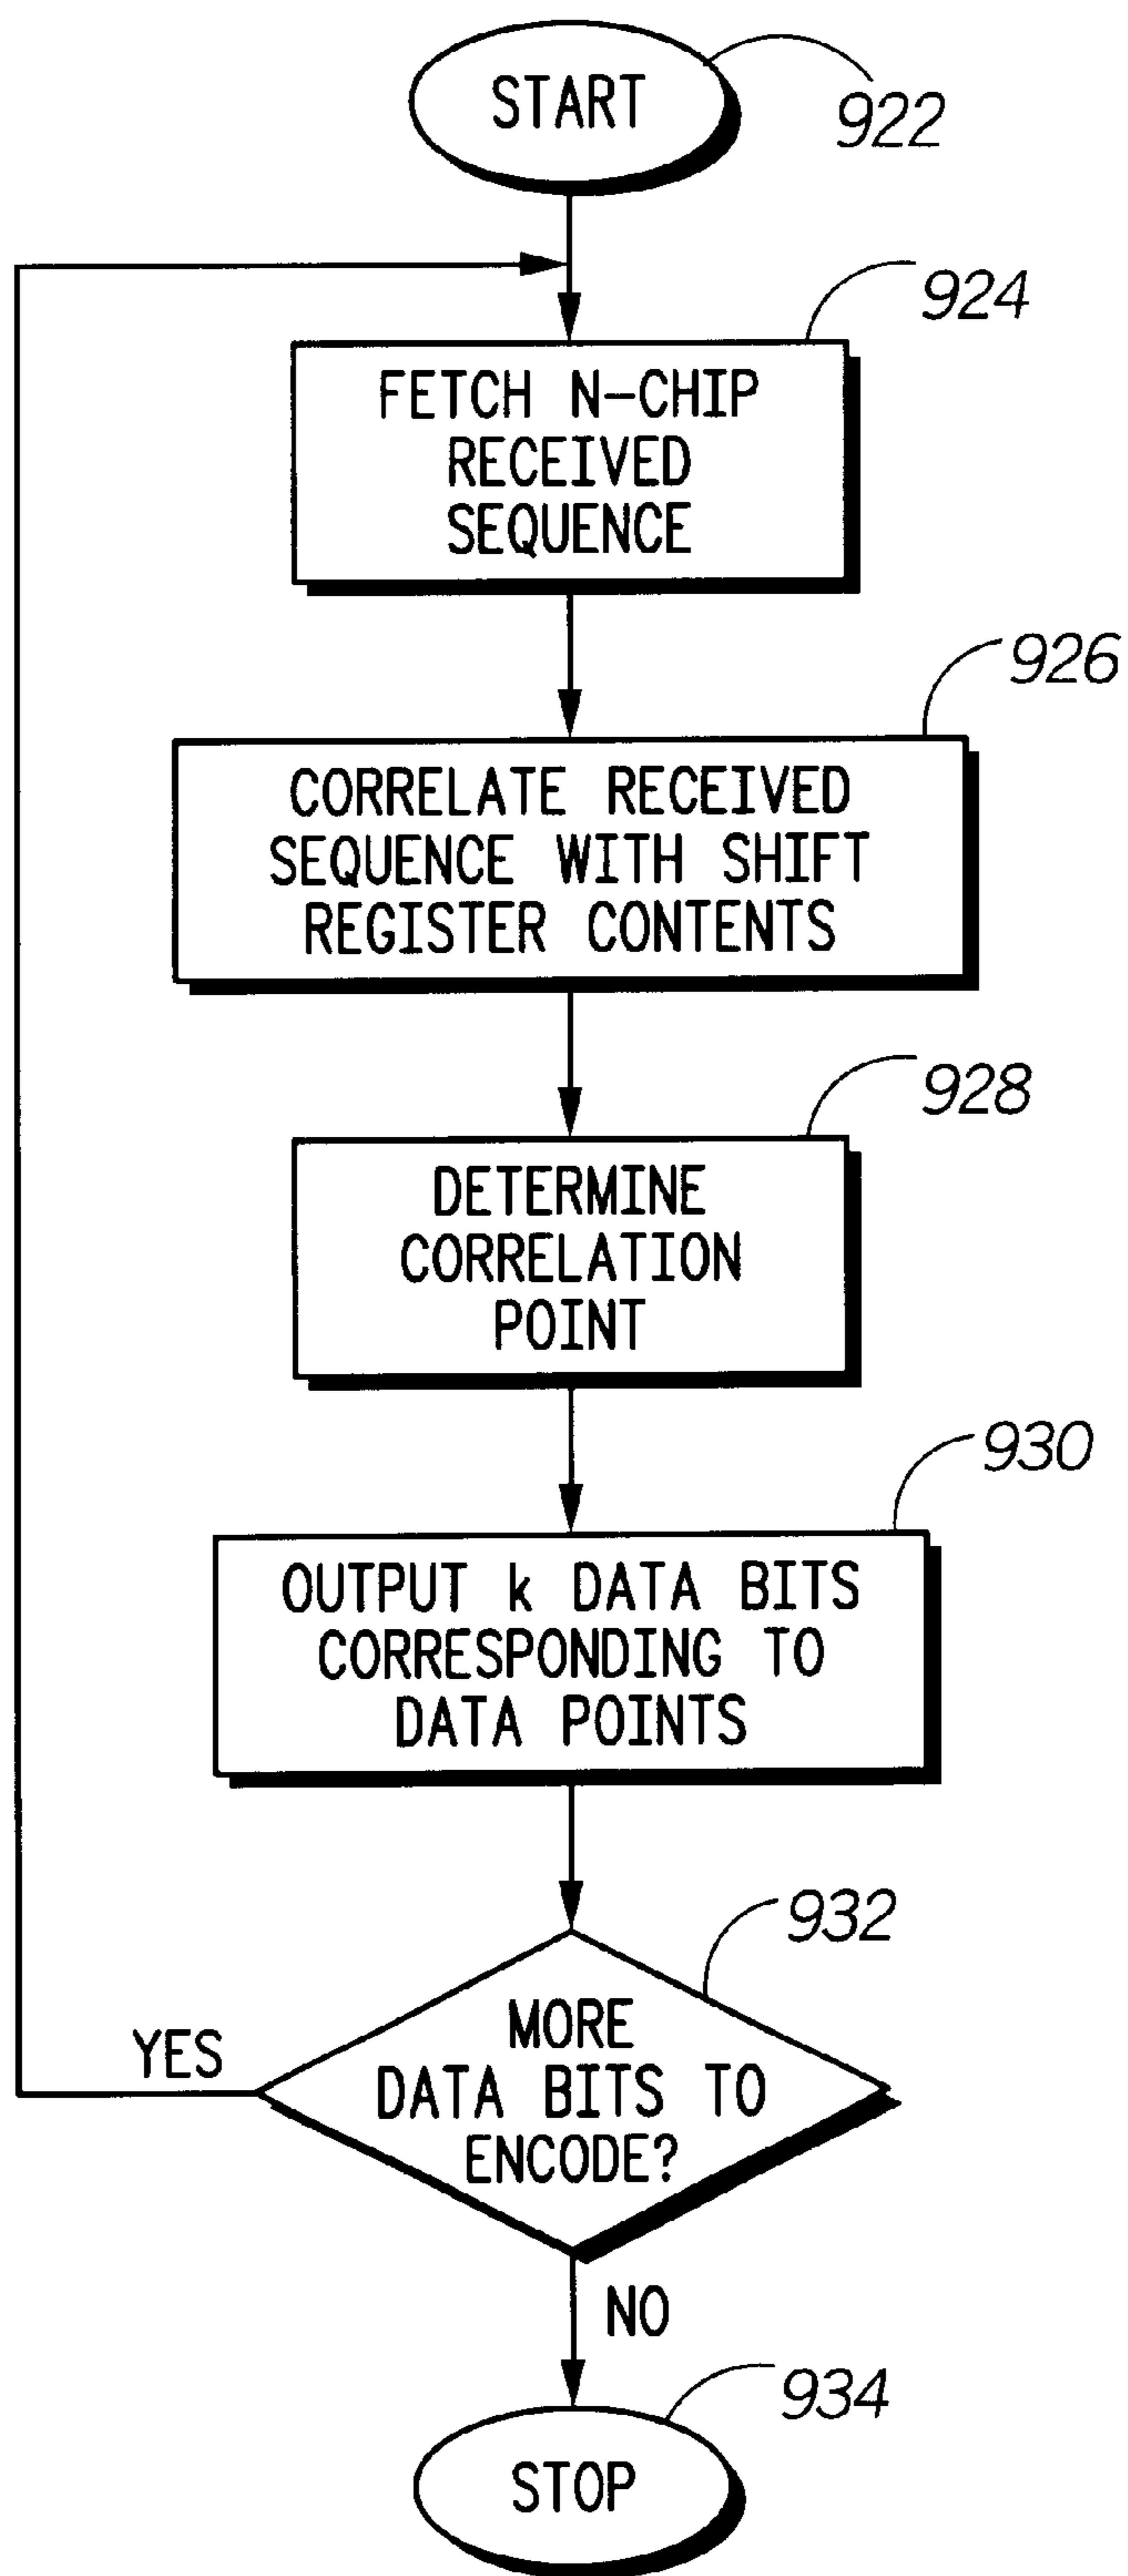 START
922
924
FETCH N-CHIP
RECEIVED
SEQUENCE
926
CORRELATE RECEIVED
SEQUENCE WITH SHIFT
REGISTER CONTENTS
928
DETERMINE
CORRELATION
POINT
930
OUTPUT k DATA BITS
CORRESPONDING TO
DATA POINTS
932
MORE
DATA BITS TO
ENCODE?
YES
NO
934
STOP